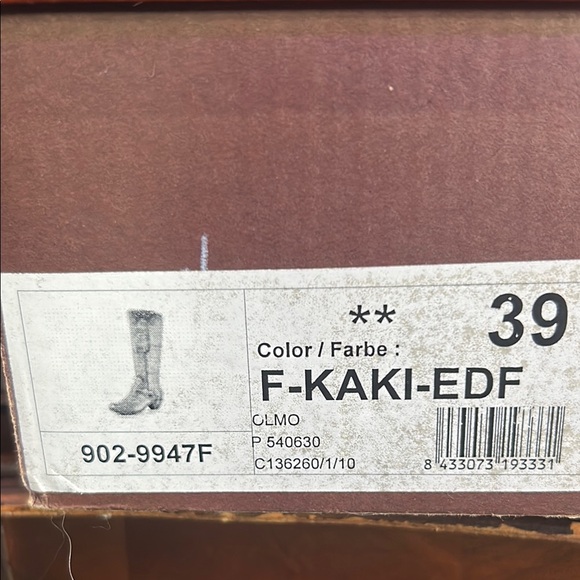 ** 39
Color / Farbe :
F-KAKI-EDF
OLMO
P 540630
C136260/1/10
8 433073 193331
902-9947F